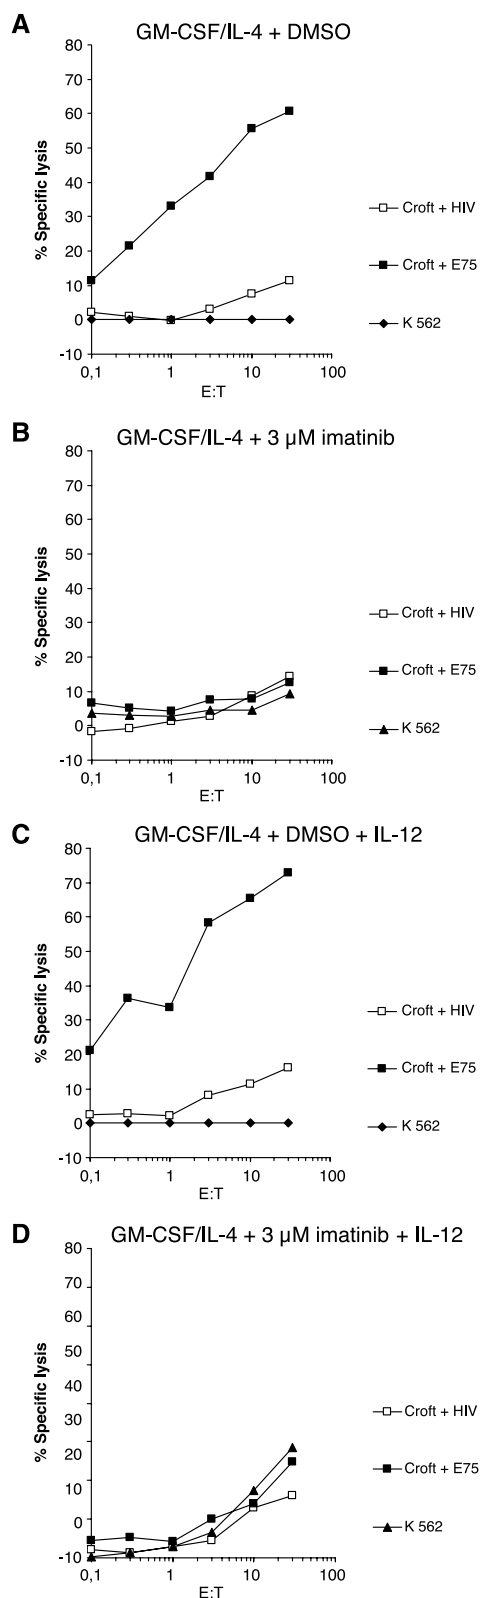 A
GM-CSF/IL-4 + DMSO
80
70
60
50
40
30
20
10
0
-10
% Specific lysis
0,1
1
10
100
E:T
Croft + HIV
Croft + E75
K 562
B
GM-CSF/IL-4 + 3 µM imatinib
80
70
60
50
40
30
20
10
0
-10
% Specific lysis
0,1
1
10
100
E:T
Croft + HIV
Croft + E75
K 562
C
GM-CSF/IL-4 + DMSO + IL-12
80
70
60
50
40
30
20
10
0
-10
% Specific lysis
0,1
1
10
100
E:T
Croft + HIV
Croft + E75
K 562
D
GM-CSF/IL-4 + 3 µM imatinib + IL-12
80
70
60
50
40
30
20
10
0
-10
% Specific lysis
0,1
1
10
100
E:T
Croft + HIV
Croft + E75
K 562